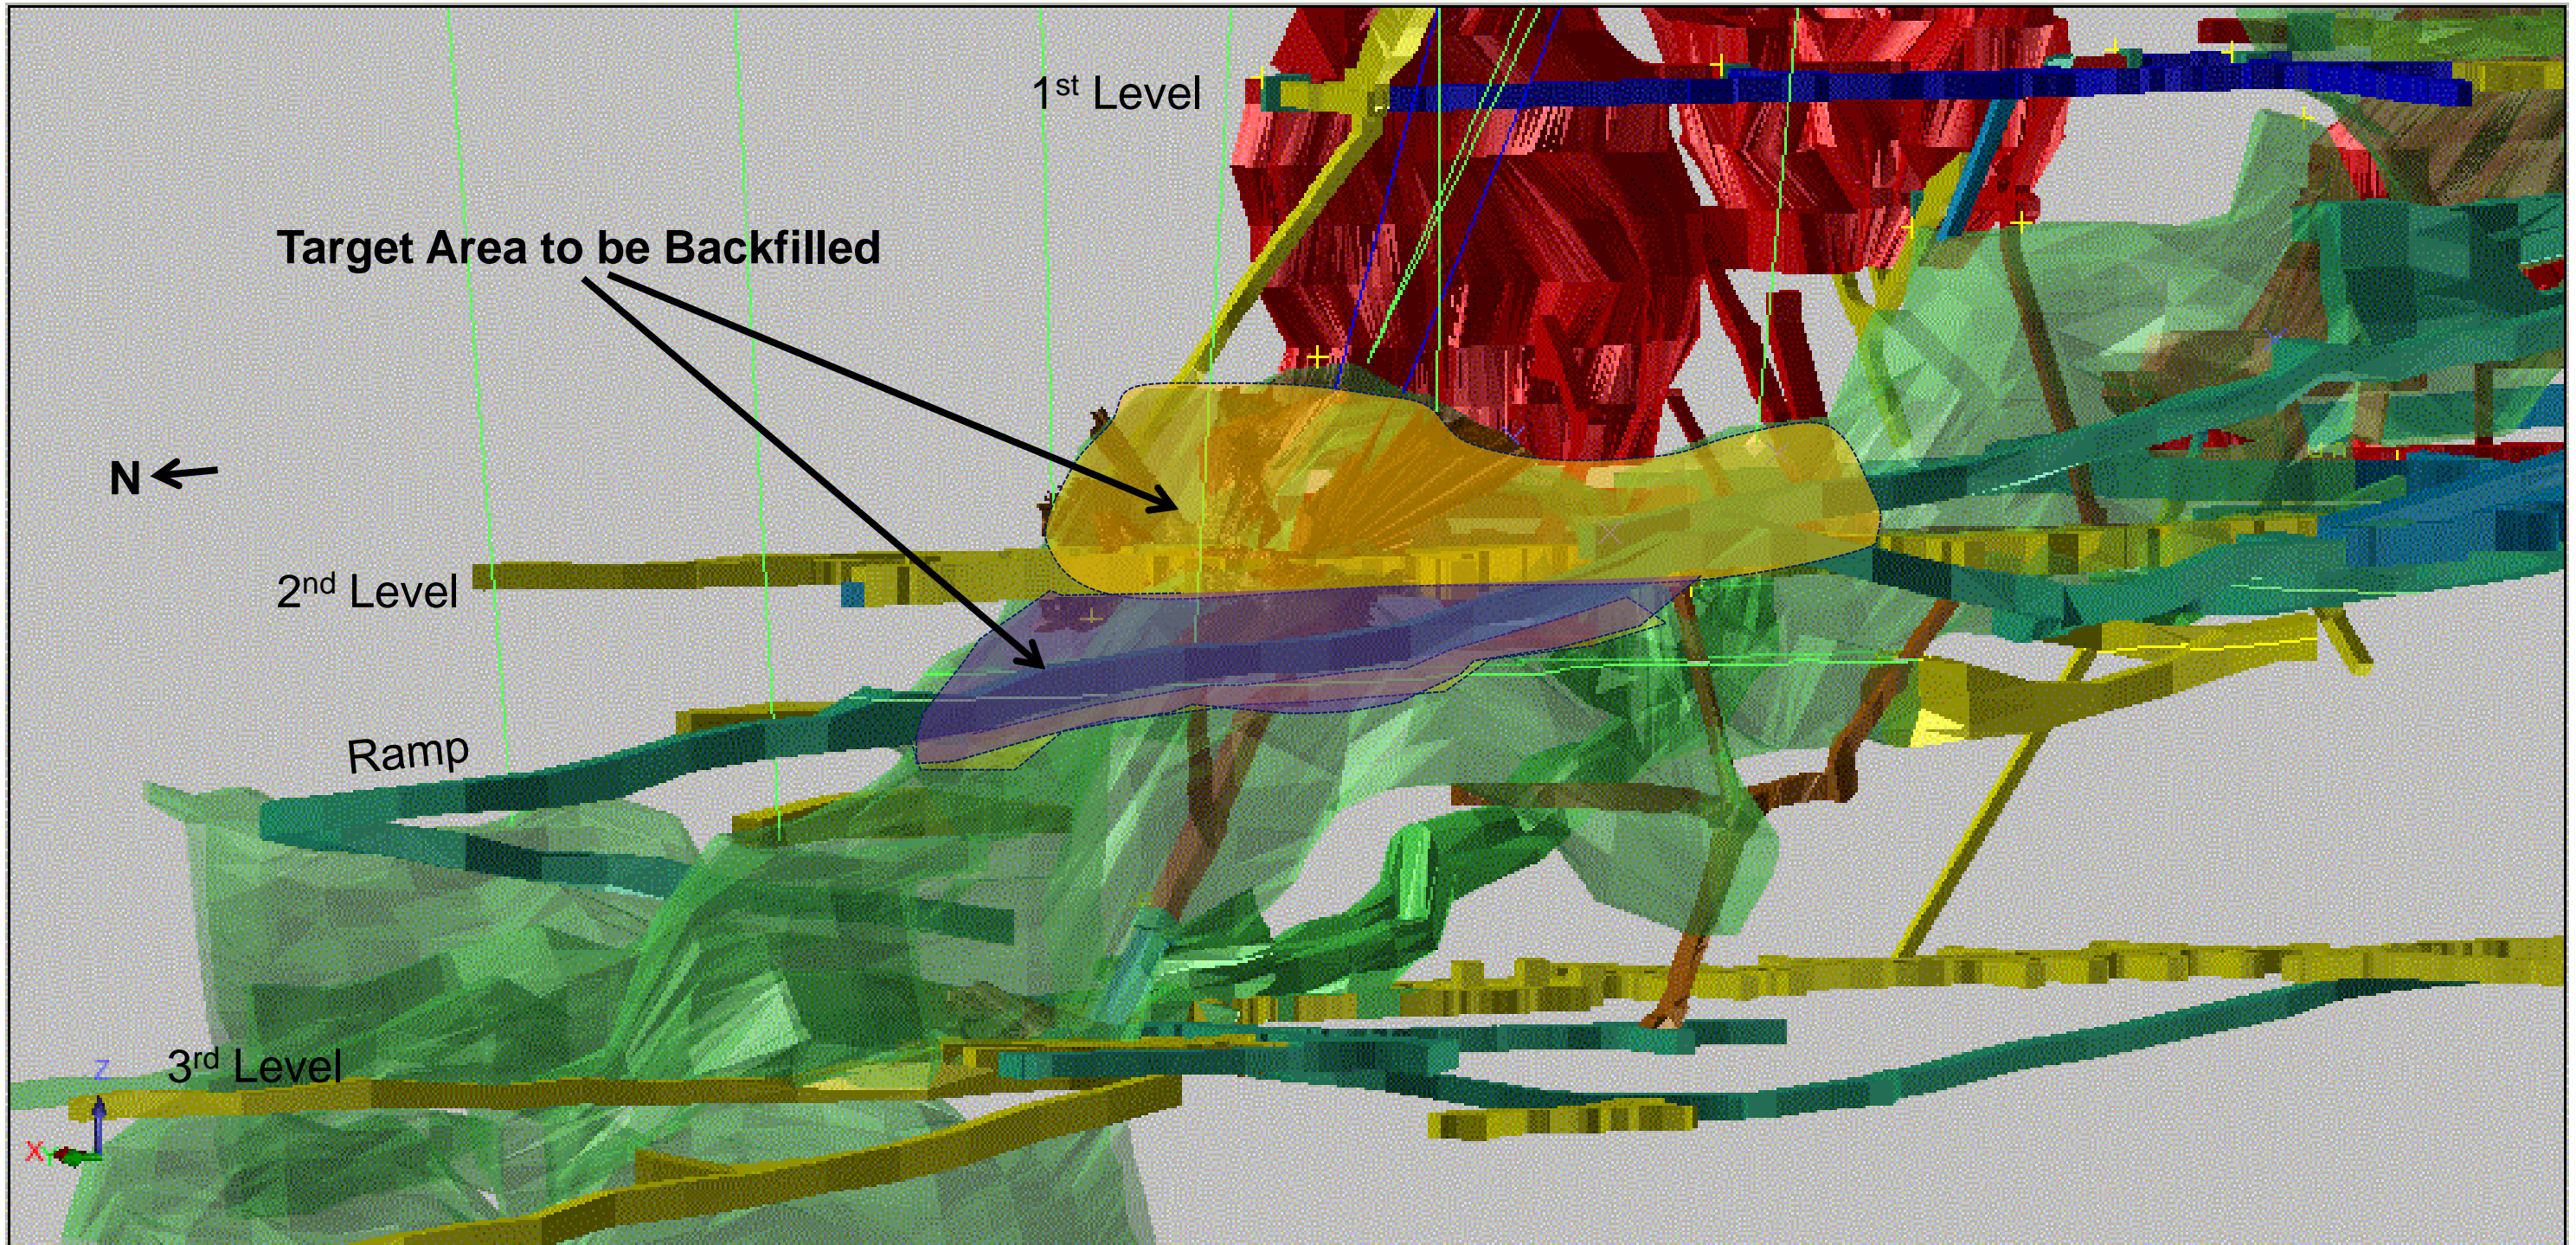 1st Level
Target Area to be Backfilled
N
2nd Level
Ramp
3rd Level
Z
X
Y